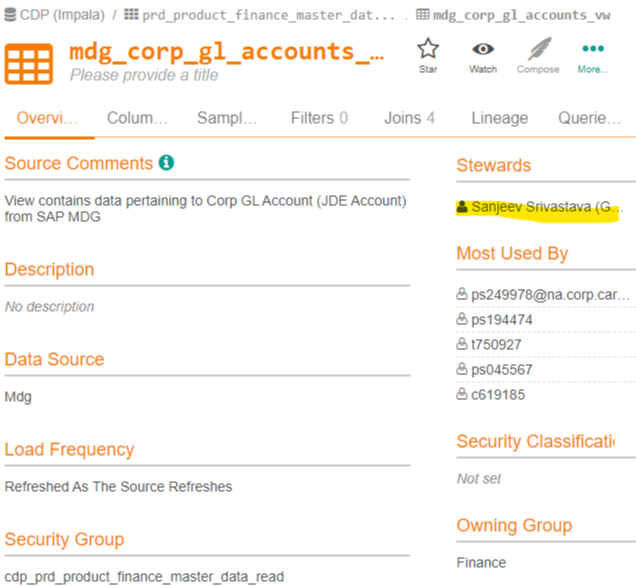 CDP (Impala) / prd_product_finance_master_dat... . mdg_corp_gl_accounts_vw
mdg_corp_gl_accounts_...
Please provide a title
Star
Watch
Compose
More...
Overvi...
Colum...
Sampl...
Filters 0
Joins 4
Lineage
Querie...
Source Comments
View contains data pertaining to Corp GL Account (JDE Account)
from SAP MDG
Description
No description
Data Source
Mdg
Load Frequency
Refreshed As The Source Refreshes
Security Group
cdp_prd_product_finance_master_data_read
Stewards
Sanjeev Srivastava (G...
Most Used By
ps249978@na.corp.car...
ps194474
t750927
ps045567
c619185
Security Classificati
Not set
Owning Group
Finance